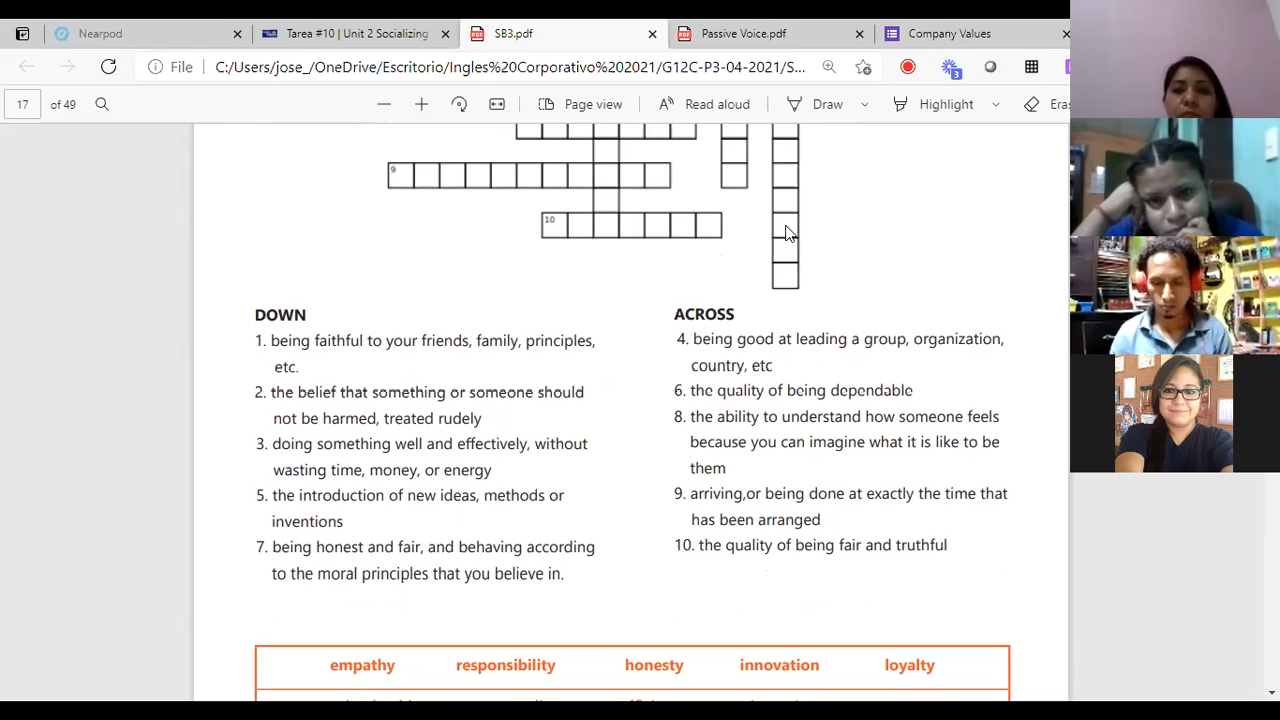 Nearpod
Tarea #10 | Unit 2 Socializing
SB3.pdf
Passive Voice.pdf
Company Values
File
C:/Users/jose_/OneDrive/Escritorio/Ingles%20Corporativo%202021/G12C-P3-04-2021/S...
3
17 of 49
Page view
Read aloud
Draw
Highlight
Eras
9
10
DOWN
1. being faithful to your friends, family, principles,
etc.
2. the belief that something or someone should
not be harmed, treated rudely
3. doing something well and effectively, without
wasting time, money, or energy
5. the introduction of new ideas, methods or
inventions
7. being honest and fair, and behaving according
to the moral principles that you believe in.
ACROSS
4. being good at leading a group, organization,
country, etc
6. the quality of being dependable
8. the ability to understand how someone feels
because you can imagine what it is like to be
them
9. arriving,or being done at exactly the time that
has been arranged
10. the quality of being fair and truthful
empathy responsibility honesty innovation loyalty